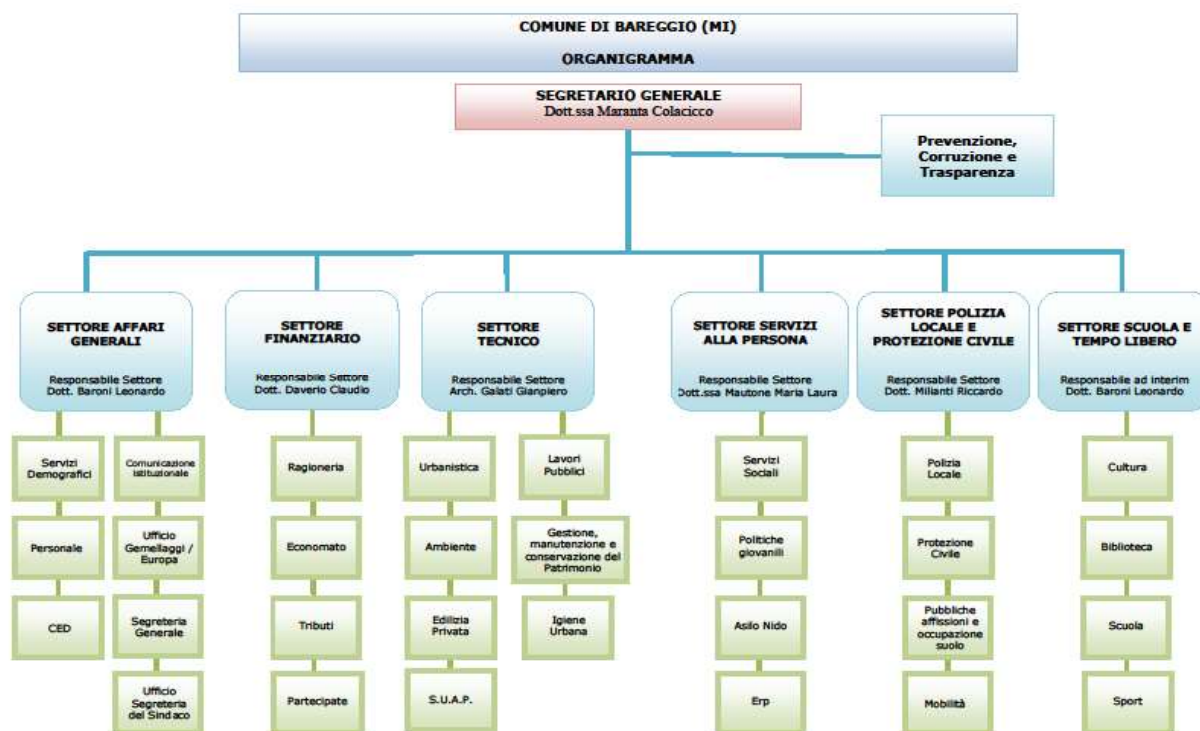 COMUNE DI BAREGGIO (MI)
ORGANIGRAMMA
SEGRETARIO GENERALE
Dott.ssa Maranta Colacicco
Prevenzione,
Corruzione e
Trasparenza
SETTORE AFFARI
GENERALI
Responsabile Settore
Dott. Baroni Leonardo
SETTORE
FINANZIARIO
Responsabile Settore
Dott. Daverio Claudio
SETTORE
TECNICO
Responsabile Settore
Arch. Galati Gianpiero
SETTORE SERVIZI
ALLA PERSONA
Responsabile Settore
Dott.ssa Mautone Maria Laura
SETTORE POLIZIA
LOCALE E
PROTEZIONE CIVILE
Responsabile Settore
Dott. Milianti Riccardo
SETTORE SCUOLA E
TEMPO LIBERO
Responsabile ad interim
Dott. Baroni Leonardo
Servizi
Demografici
Personale
CED
Comunicazione
istituzionale
Ufficio
Gemellaggi /
Europa
Segreteria
Generale
Ufficio
Segreteria
del Sindaco
Ragioneria
Economato
Tributi
Partecipate
Urbanistica
Ambiente
Edilizia
Privata
S.U.A.P.
Lavori
Pubblici
Gestione,
manutenzione e
conservazione del
Patrimonio
Igiene
Urbana
Servizi
Sociali
Politiche
giovanili
Asilo Nido
Erp
Polizia
Locale
Protezione
Civile
Pubbliche
affissioni e
occupazione
suolo
Mobilità
Cultura
Biblioteca
Scuola
Sport